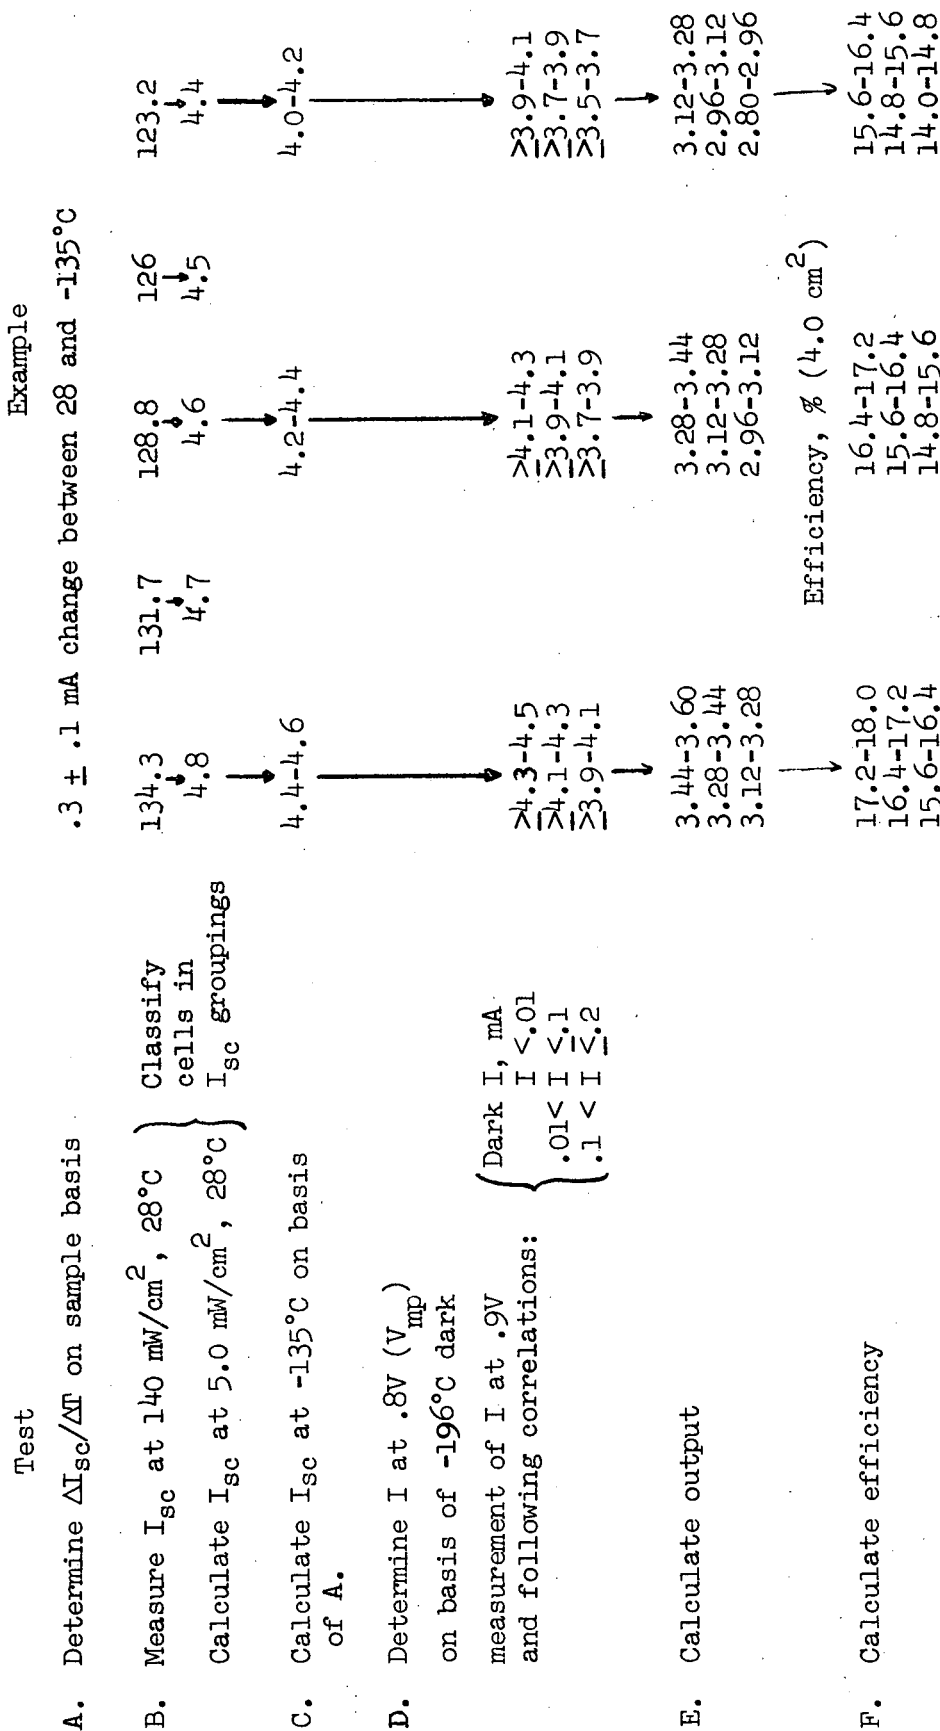 Test
Example
A. Determine ΔI_sc/ΔT on sample basis
.3 ± .1 mA change between 28 and -135°C
B. Measure I_sc at 140 mW/cm², 28°C
Calculate I_sc at 5.0 mW/cm², 28°C
Classify
cells in
I_sc groupings
134.3 131.7 128.8 126 123.2
4.8 4.7 4.6 4.5 4.4
C. Calculate I_sc at -135°C on basis
of A.
4.4-4.6 4.2-4.4 4.0-4.2
D. Determine I at .8V (V_mp)
on basis of -196°C dark
measurement of I at .9V
and following correlations:
Dark I, mA
I <.01 ≥4.3-4.5 >4.1-4.3 ≥3.9-4.1
.01< I ≤.1 ≥4.1-4.3 ≥3.9-4.1 ≥3.7-3.9
.1 < I ≤.2 ≥3.9-4.1 ≥3.7-3.9 ≥3.5-3.7
E. Calculate output
3.44-3.60 3.28-3.44 3.12-3.28
3.28-3.44 3.12-3.28 2.96-3.12
3.12-3.28 2.96-3.12 2.80-2.96
Efficiency, % (4.0 cm²)
F. Calculate efficiency
17.2-18.0 16.4-17.2 15.6-16.4
16.4-17.2 15.6-16.4 14.8-15.6
15.6-16.4 14.8-15.6 14.0-14.8